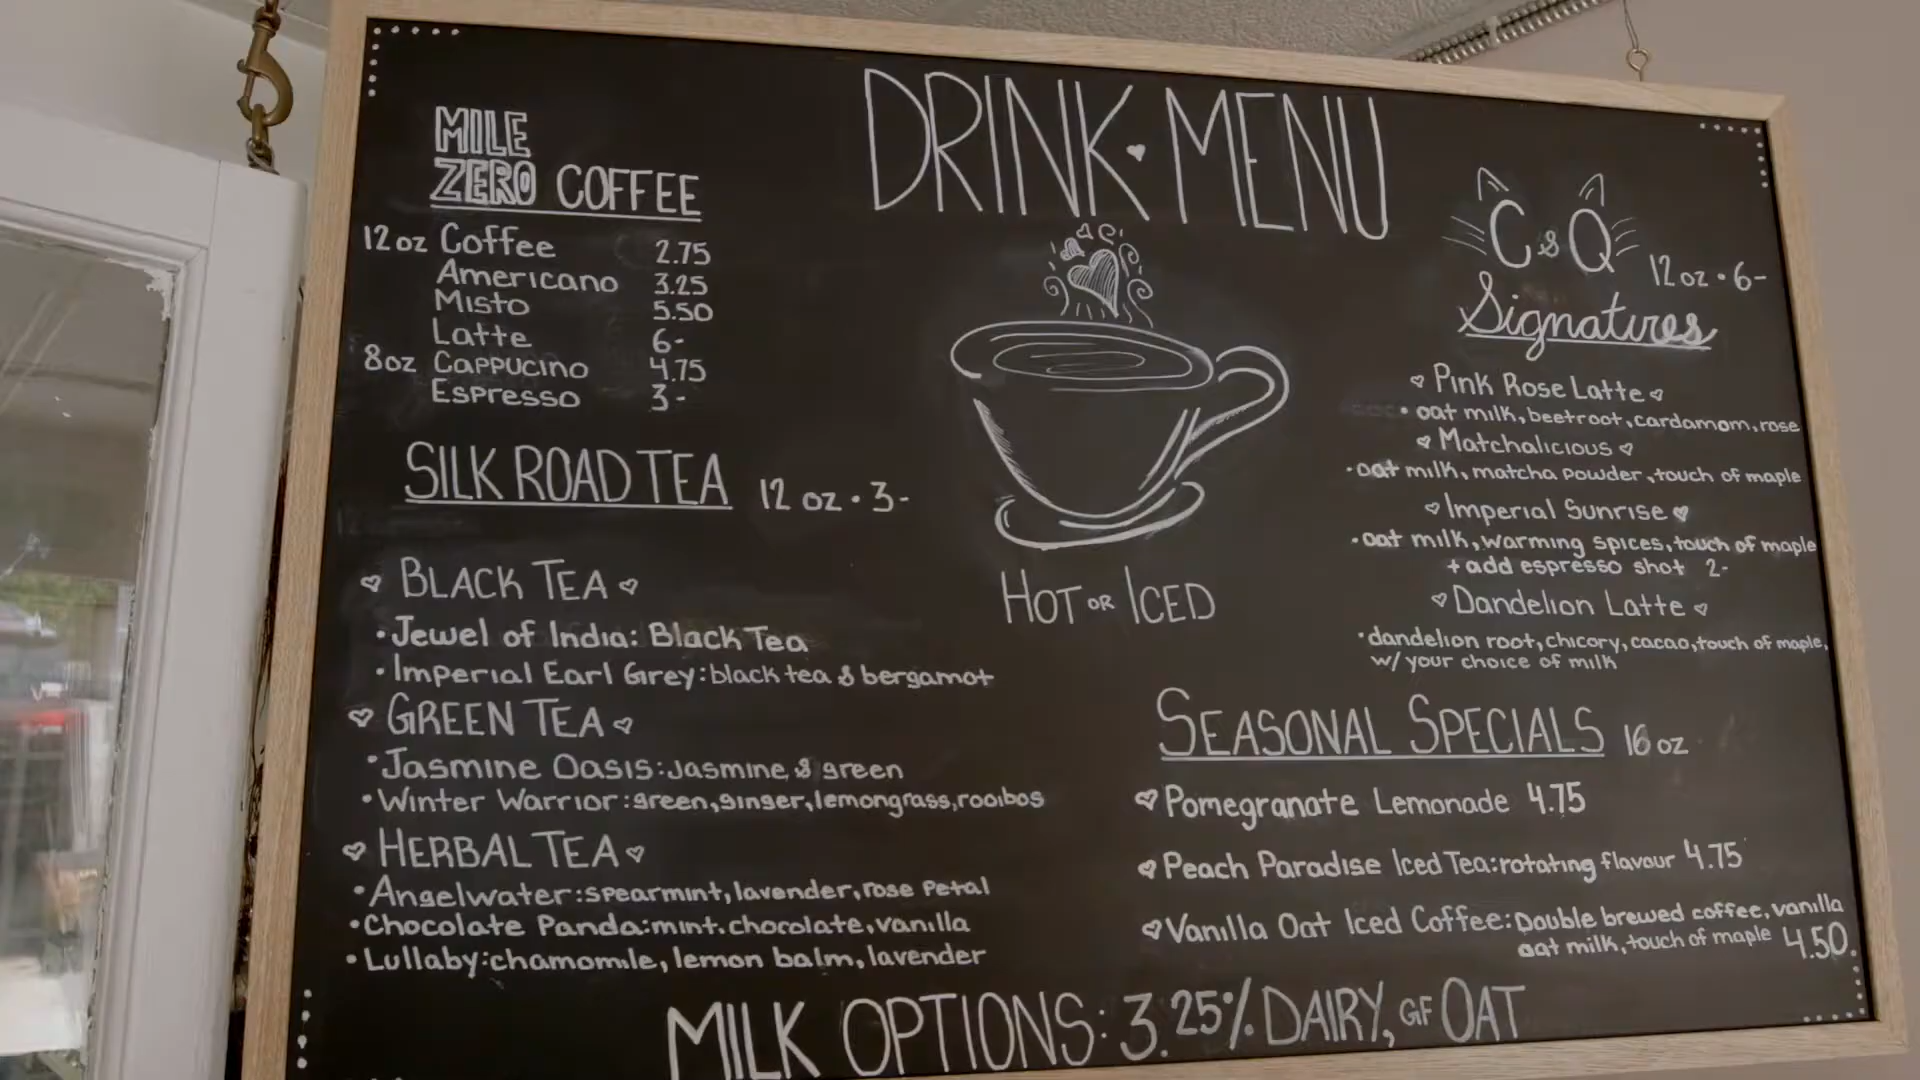 DRINK MENU
MILE
ZERO COFFEE
12oz Coffee 2.75
Americano 3.25
Misto 5.50
Latte 6-
8oz Cappucino 4.75
Espresso 3-
SILK ROAD TEA 12 oz • 3-
BLACK TEA
• Jewel of India: Black Tea
• Imperial Earl Grey: black tea & bergamot
GREEN TEA
• Jasmine Oasis: Jasmine & green
• Winter Warrior: green, ginger, lemongrass, rooibos
HERBAL TEA
• Angelwater: spearmint, lavender, rose petal
• Chocolate Panda: mint, chocolate, vanilla
• Lullaby: chamomile, lemon balm, lavender
HOT OR ICED
C & Q 12 oz • 6-
Signatures
Pink Rose Latte
• oat milk, beetroot, cardamom, rose
Matchalicious
• oat milk, matcha powder, touch of maple
Imperial Sunrise
• oat milk, warming spices, touch of maple
+ add espresso shot 2-
Dandelion Latte
• dandelion root, chicory, cacao, touch of maple,
w/ your choice of milk
SEASONAL SPECIALS 16 oz
Pomegranate Lemonade 4.75
Peach Paradise Iced Tea: rotating flavour 4.75
Vanilla Oat Iced Coffee: Double brewed coffee, vanilla
oat milk, touch of maple 4.50.
MILK OPTIONS: 3.25% DAIRY, GF OAT